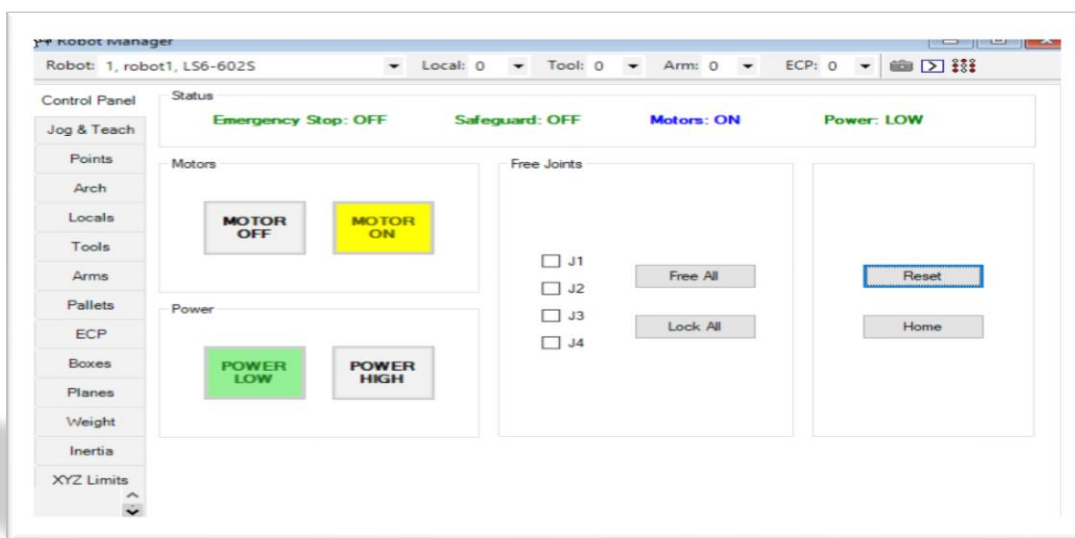 Robot Manager
Robot: 1, robot1, LS6-602S Local: 0 Tool: 0 Arm: 0 ECP: 0
Control Panel
Jog & Teach
Points
Arch
Locals
Tools
Arms
Pallets
ECP
Boxes
Planes
Weight
Inertia
XYZ Limits
Status
Emergency Stop: OFF Safeguard: OFF Motors: ON Power: LOW
Motors
MOTOR OFF
MOTOR ON
Power
POWER LOW
POWER HIGH
Free Joints
J1
J2
J3
J4
Free All
Lock All
Reset
Home